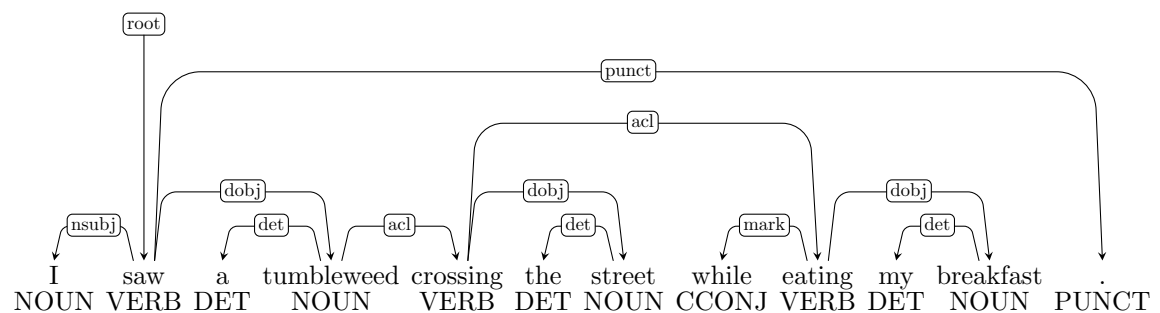 root
punct
acl
dobj dobj dobj
nsubj det acl det mark det
I saw a tumbleweed crossing the street while eating my breakfast .
NOUN VERB DET NOUN VERB DET NOUN CCONJ VERB DET NOUN PUNCT